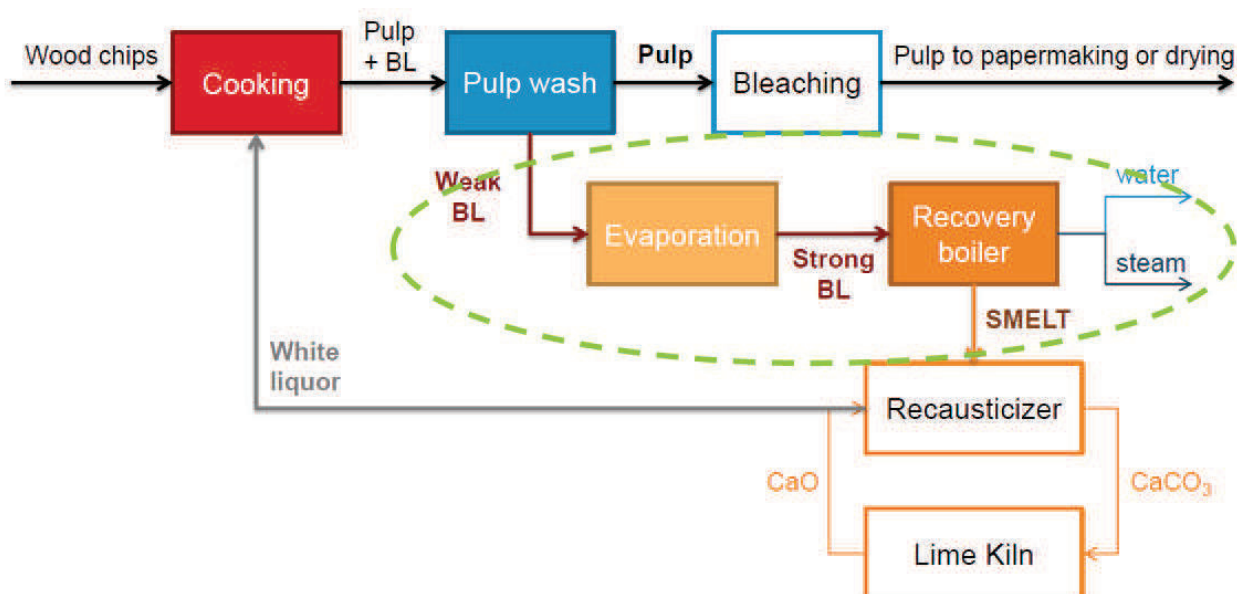 Wood chips
Cooking
Pulp
+ BL
Pulp wash
Pulp
Bleaching
Pulp to papermaking or drying
Weak
BL
Evaporation
Strong
BL
Recovery
boiler
water
steam
SMELT
White
liquor
Recausticizer
CaO
CaCO₃
Lime Kiln